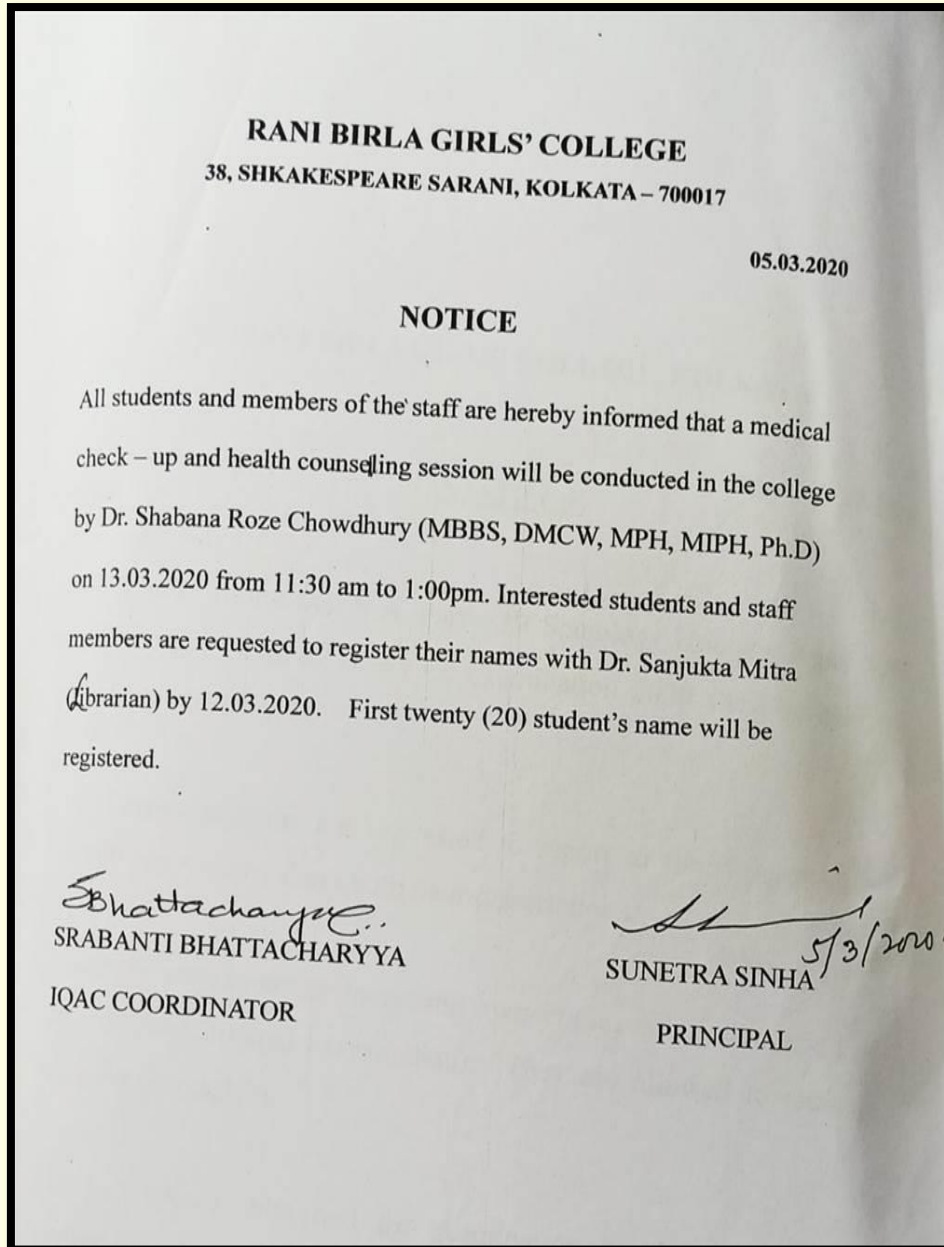 RANI BIRLA GIRLS' COLLEGE
38, SHKAKESPEARE SARANI, KOLKATA – 700017
05.03.2020
NOTICE
All students and members of the staff are hereby informed that a medical
check – up and health counselling session will be conducted in the college
by Dr. Shabana Roze Chowdhury (MBBS, DMCW, MPH, MIPH, Ph.D)
on 13.03.2020 from 11:30 am to 1:00pm. Interested students and staff
members are requested to register their names with Dr. Sanjukta Mitra
(Librarian) by 12.03.2020. First twenty (20) student's name will be
registered.
SBhattacharyya
SRABANTI BHATTACHARYYA
IQAC COORDINATOR
5/3/2020
SUNETRA SINHA
PRINCIPAL